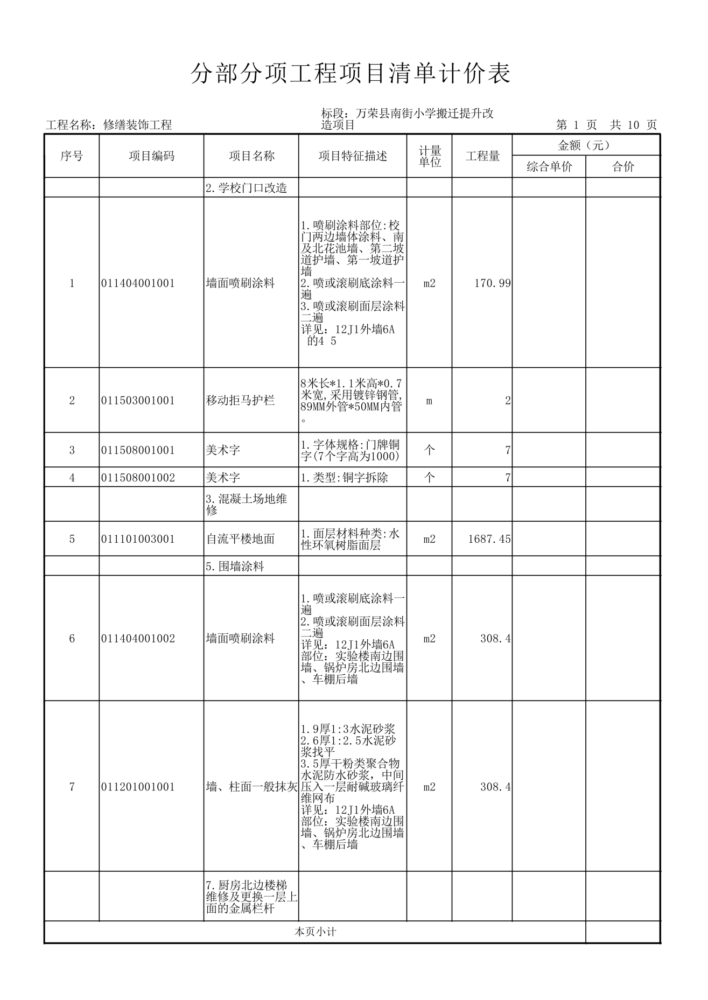 分部分项工程项目清单计价表
标段：万荣县南街小学搬迁提升改
工程名称：修缮装饰工程 造项目 第 1 页 共 10 页
序号 项目编码 项目名称 项目特征描述 计量 单位 工程量 金额（元）
综合单价 合价
2.学校门口改造
1.喷刷涂料部位:校
门两边墙体涂料、南
及北花池墙、第二坡
道护墙、第一坡道护
墙
1 011404001001 墙面喷刷涂料 2.喷或滚刷底涂料一 m2 170.99
遍
3.喷或滚刷面层涂料
二遍
详见：12J1外墙6A
的4 5
8米长*1.1米高*0.7
2 011503001001 移动拒马护栏 米宽,采用镀锌钢管, m 2
89MM外管*50MM内管
。
3 011508001001 美术字 1.字体规格:门牌铜 个 7
字(7个字高为1000)
4 011508001002 美术字 1.类型:铜字拆除 个 7
3.混凝土场地维
修
5 011101003001 自流平楼地面 1.面层材料种类:水 m2 1687.45
性环氧树脂面层
5.围墙涂料
1.喷或滚刷底涂料一
遍
2.喷或滚刷面层涂料
二遍
6 011404001002 墙面喷刷涂料 详见：12J1外墙6A m2 308.4
部位：实验楼南边围
墙、锅炉房北边围墙
、车棚后墙
1.9厚1:3水泥砂浆
2.6厚1:2.5水泥砂
浆找平
3.5厚干粉类聚合物
水泥防水砂浆，中间
7 011201001001 墙、柱面一般抹灰 压入一层耐碱玻璃纤 m2 308.4
维网布
详见：12J1外墙6A
部位：实验楼南边围
墙、锅炉房北边围墙
、车棚后墙
7.厨房北边楼梯
维修及更换一层上
面的金属栏杆
本页小计